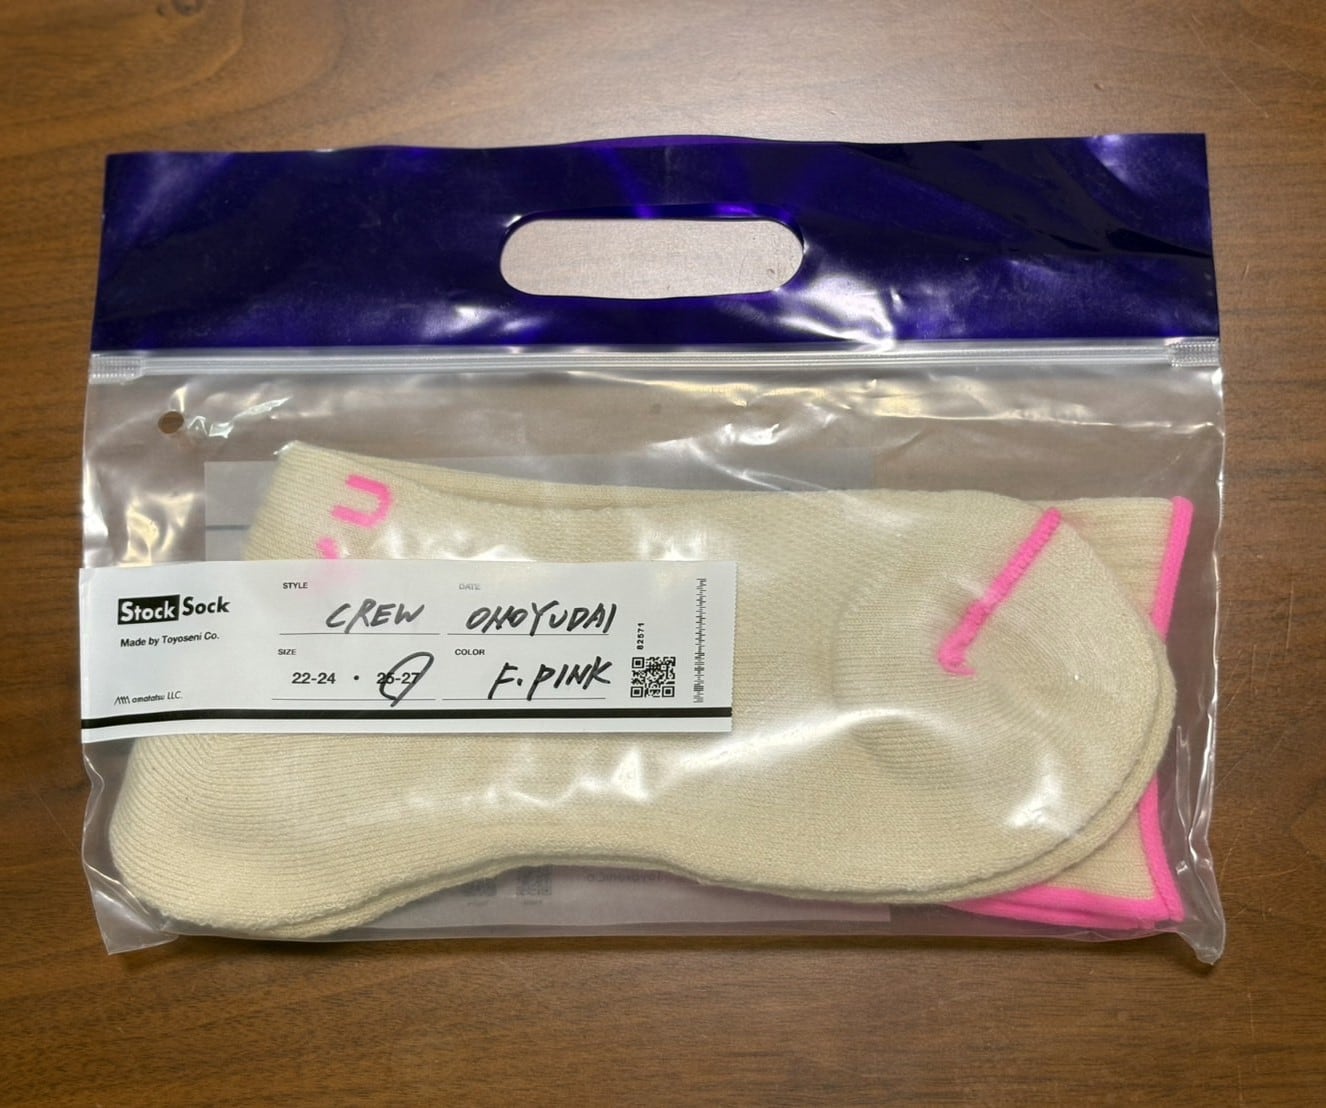 U
Stock Sock
Made by Toyoseni Co.
amatatsu LLC.
STYLE
CREW
DATE
OHOYUDAI
SIZE
22-24 • 25-27
COLOR
F.PINK
82571